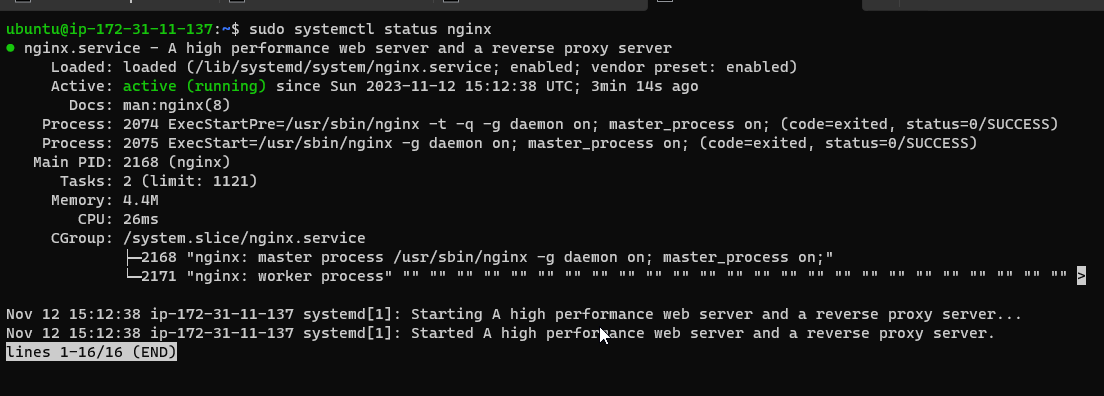 ubuntu@ip-172-31-11-137:~$ sudo systemctl status nginx
● nginx.service - A high performance web server and a reverse proxy server
     Loaded: loaded (/lib/systemd/system/nginx.service; enabled; vendor preset: enabled)
     Active: active (running) since Sun 2023-11-12 15:12:38 UTC; 3min 14s ago
       Docs: man:nginx(8)
    Process: 2074 ExecStartPre=/usr/sbin/nginx -t -q -g daemon on; master_process on; (code=exited, status=0/SUCCESS)
    Process: 2075 ExecStart=/usr/sbin/nginx -g daemon on; master_process on; (code=exited, status=0/SUCCESS)
   Main PID: 2168 (nginx)
      Tasks: 2 (limit: 1121)
     Memory: 4.4M
        CPU: 26ms
     CGroup: /system.slice/nginx.service
             ├─2168 "nginx: master process /usr/sbin/nginx -g daemon on; master_process on;"
             └─2171 "nginx: worker process" "" "" "" "" "" "" "" "" "" "" "" "" "" "" "" "" "" "" "" "" "" "" "" "" "" >
Nov 12 15:12:38 ip-172-31-11-137 systemd[1]: Starting A high performance web server and a reverse proxy server...
Nov 12 15:12:38 ip-172-31-11-137 systemd[1]: Started A high performance web server and a reverse proxy server.
lines 1-16/16 (END)